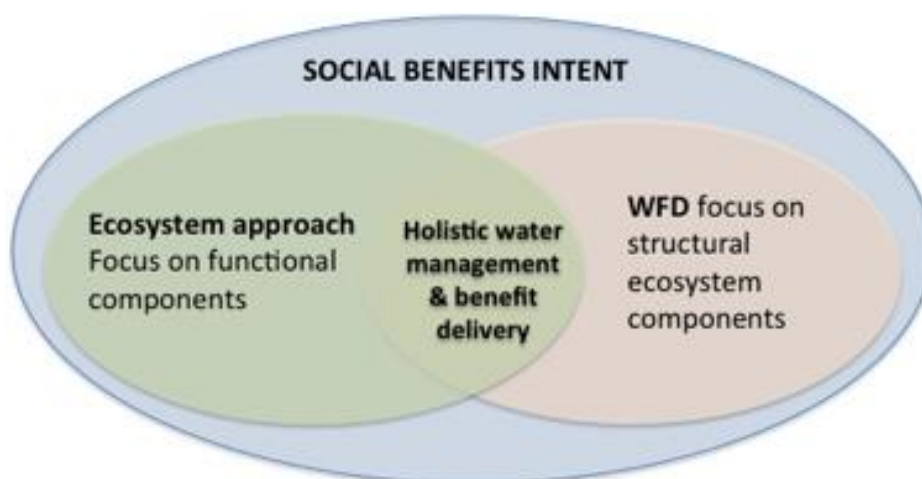 SOCIAL BENEFITS INTENT
Ecosystem approach
Focus on functional
components
Holistic water
management
& benefit
delivery
WFD focus on
structural
ecosystem
components